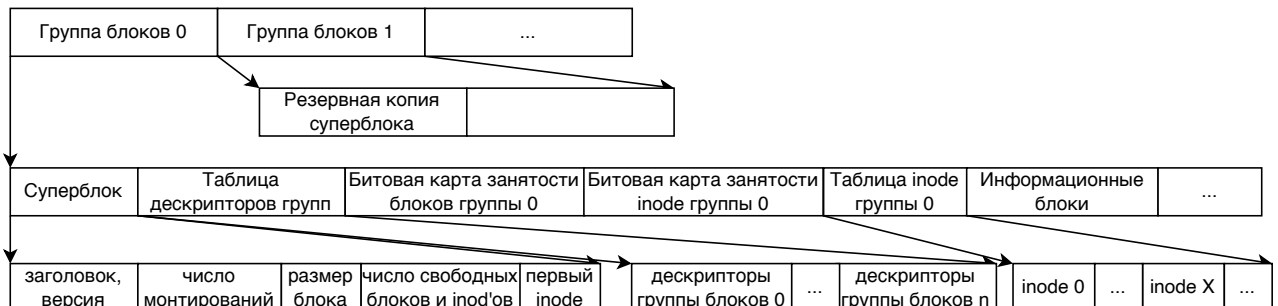 Группа блоков 0
Группа блоков 1
...
Резервная копия
суперблока
Суперблок
Таблица
дескрипторов групп
Битовая карта занятости
блоков группы 0
Битовая карта занятости
inode группы 0
Таблица inode
группы 0
Информационные
блоки
...
заголовок,
версия
число
монтирований
размер
блока
число свободных
блоков и inod'ов
первый
inode
дескрипторы
группы блоков 0
...
дескрипторы
группы блоков n
inode 0
...
inode X
...